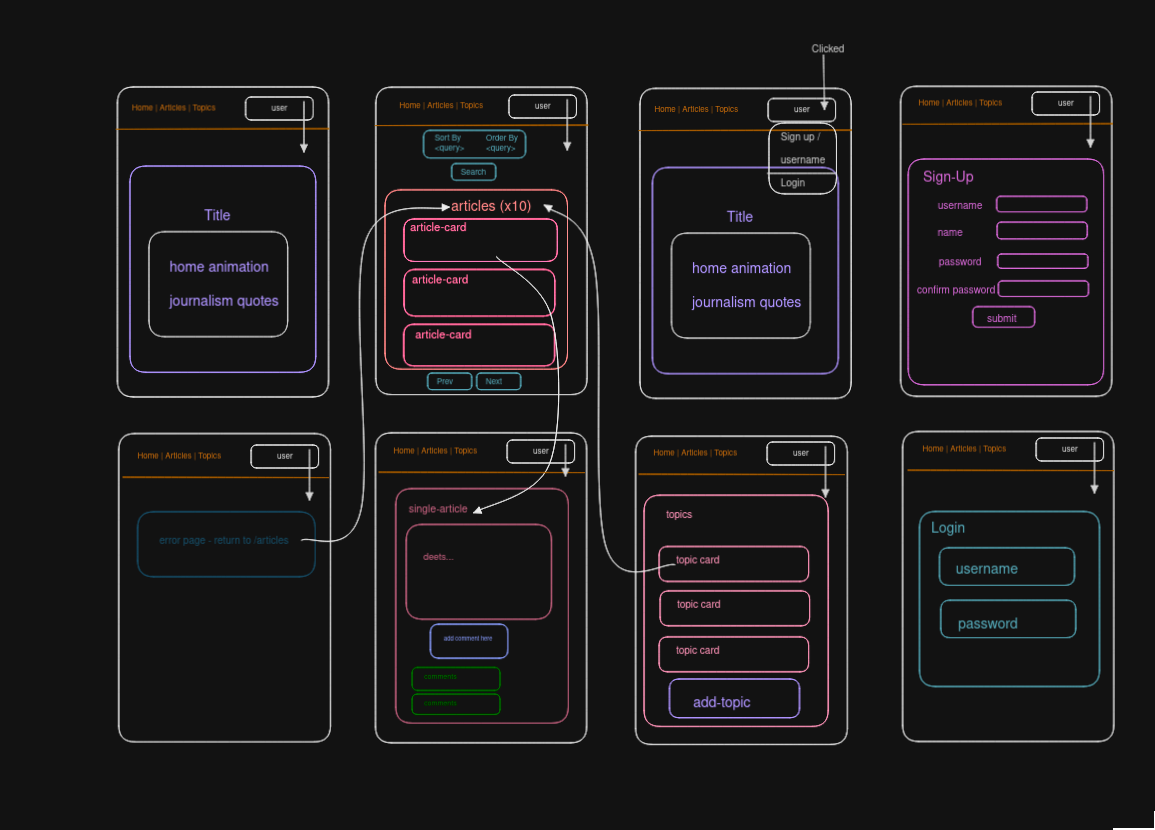 Clicked
Home | Articles | Topics
user
Title
home animation
journalism quotes
Home | Articles | Topics
user
Sort By
<query>
Order By
<query>
Search
articles (x10)
article-card
article-card
article-card
Prev
Next
Home | Articles | Topics
user
Sign up /
username
Login
Title
home animation
journalism quotes
Home | Articles | Topics
user
Sign-Up
username
name
password
confirm password
submit
Home | Articles | Topics
user
error page - return to /articles
Home | Articles | Topics
user
single-article
deets...
add comment here
comments
comments
Home | Articles | Topics
user
topics
topic card
topic card
topic card
add-topic
Home | Articles | Topics
user
Login
username
password